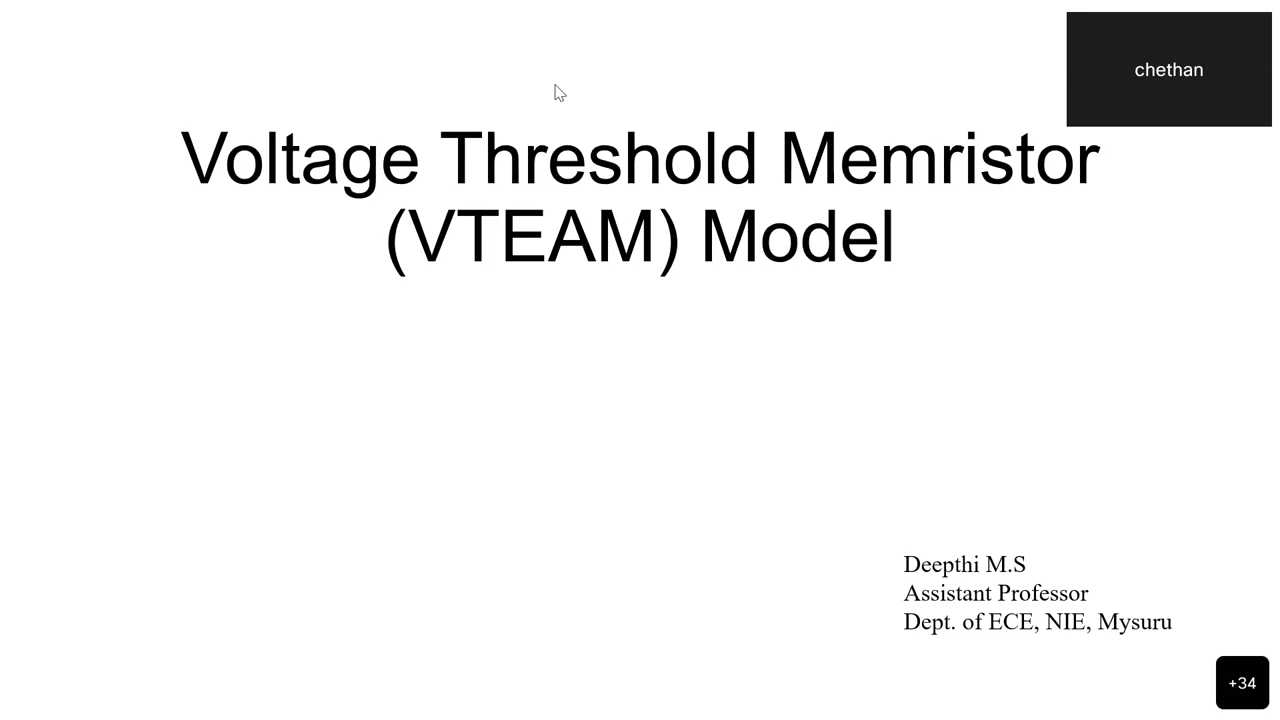 chethan
Voltage Threshold Memristor
(VTEAM) Model
Deepthi M.S
Assistant Professor
Dept. of ECE, NIE, Mysuru
+34